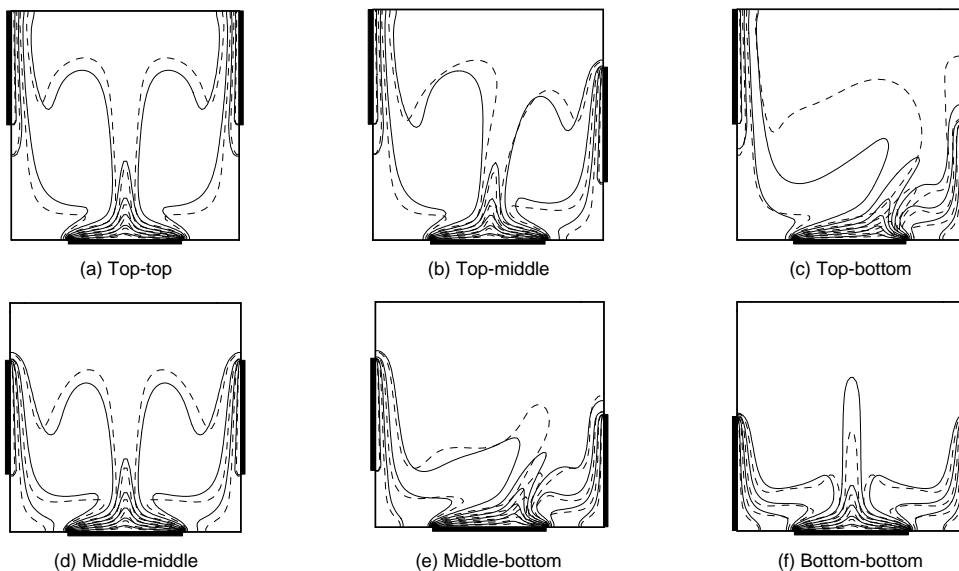 (a) Top-top
(b) Top-middle
(c) Top-bottom
(d) Middle-middle
(e) Middle-bottom
(f) Bottom-bottom